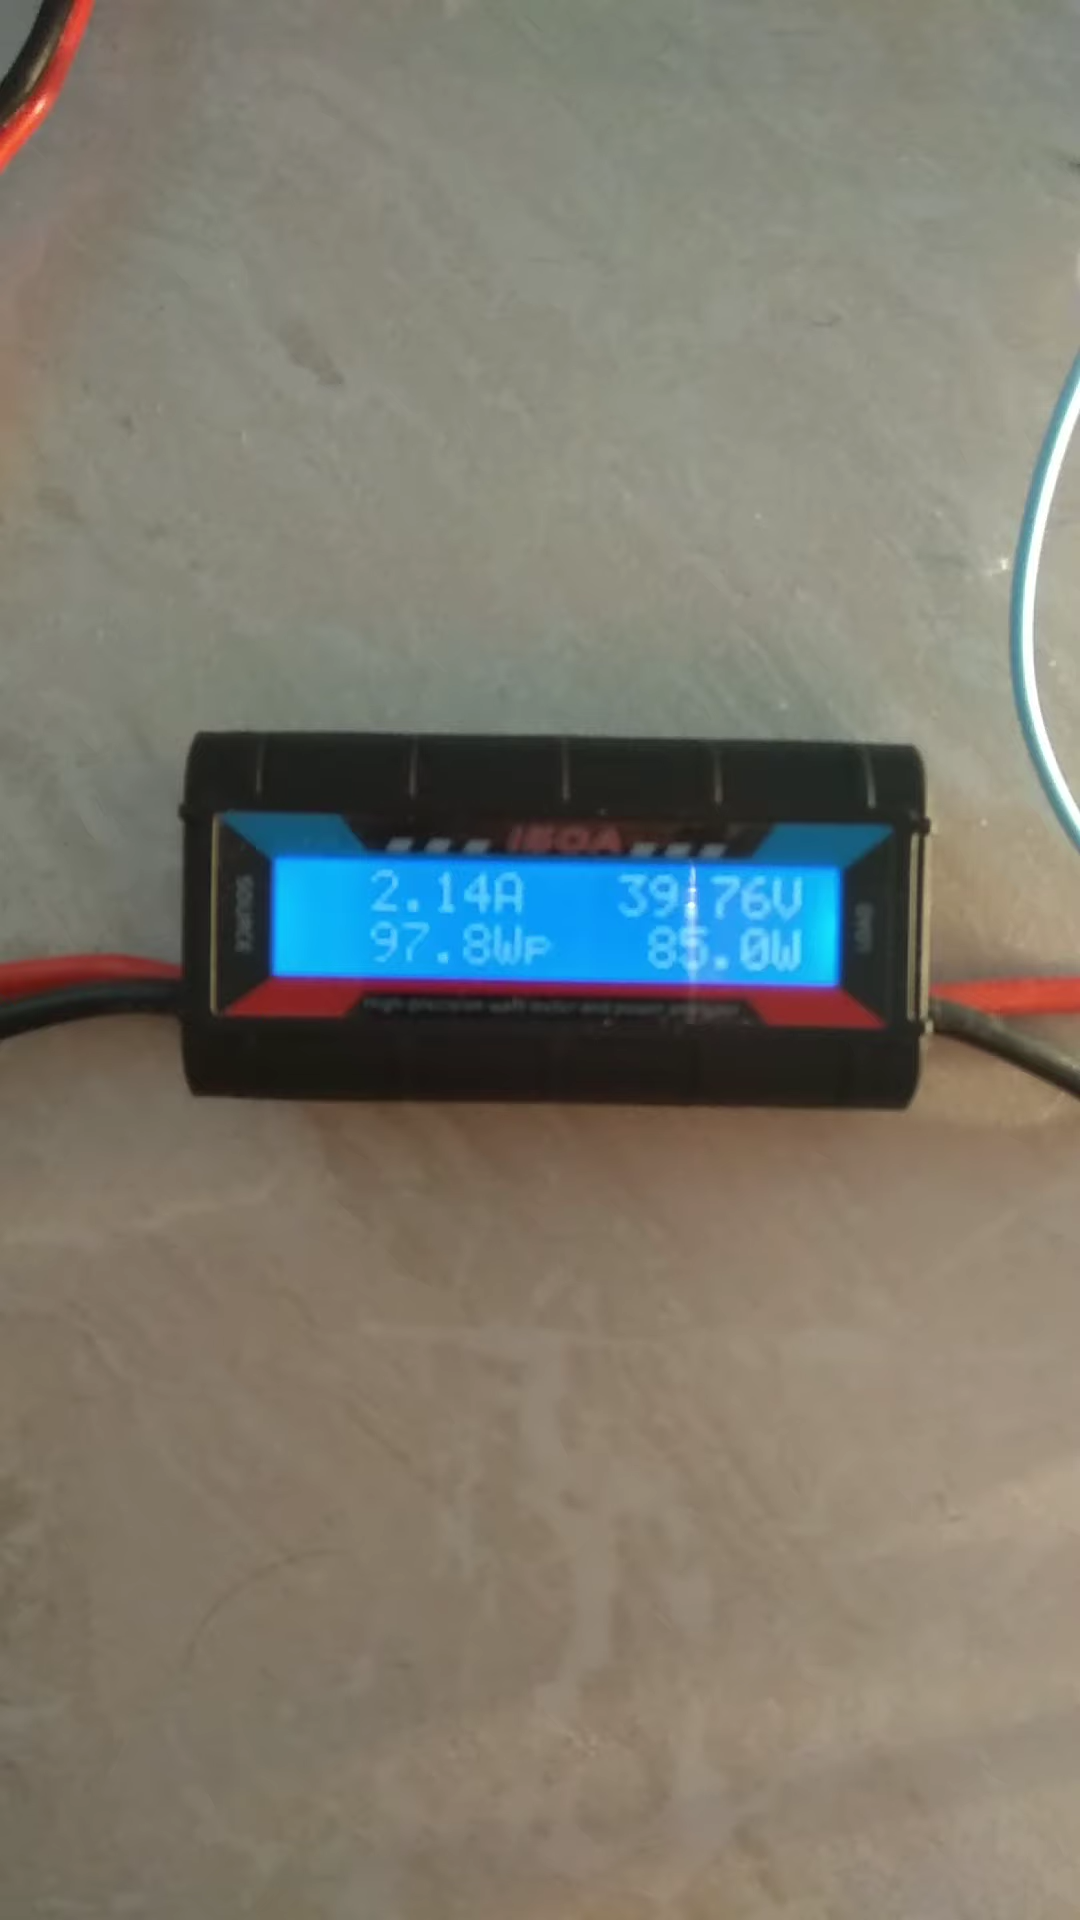 150A
SOURCE
2.14A 39.76V
97.8Wp 85.0W
LOAD
High-precision watt meter and power analyzer